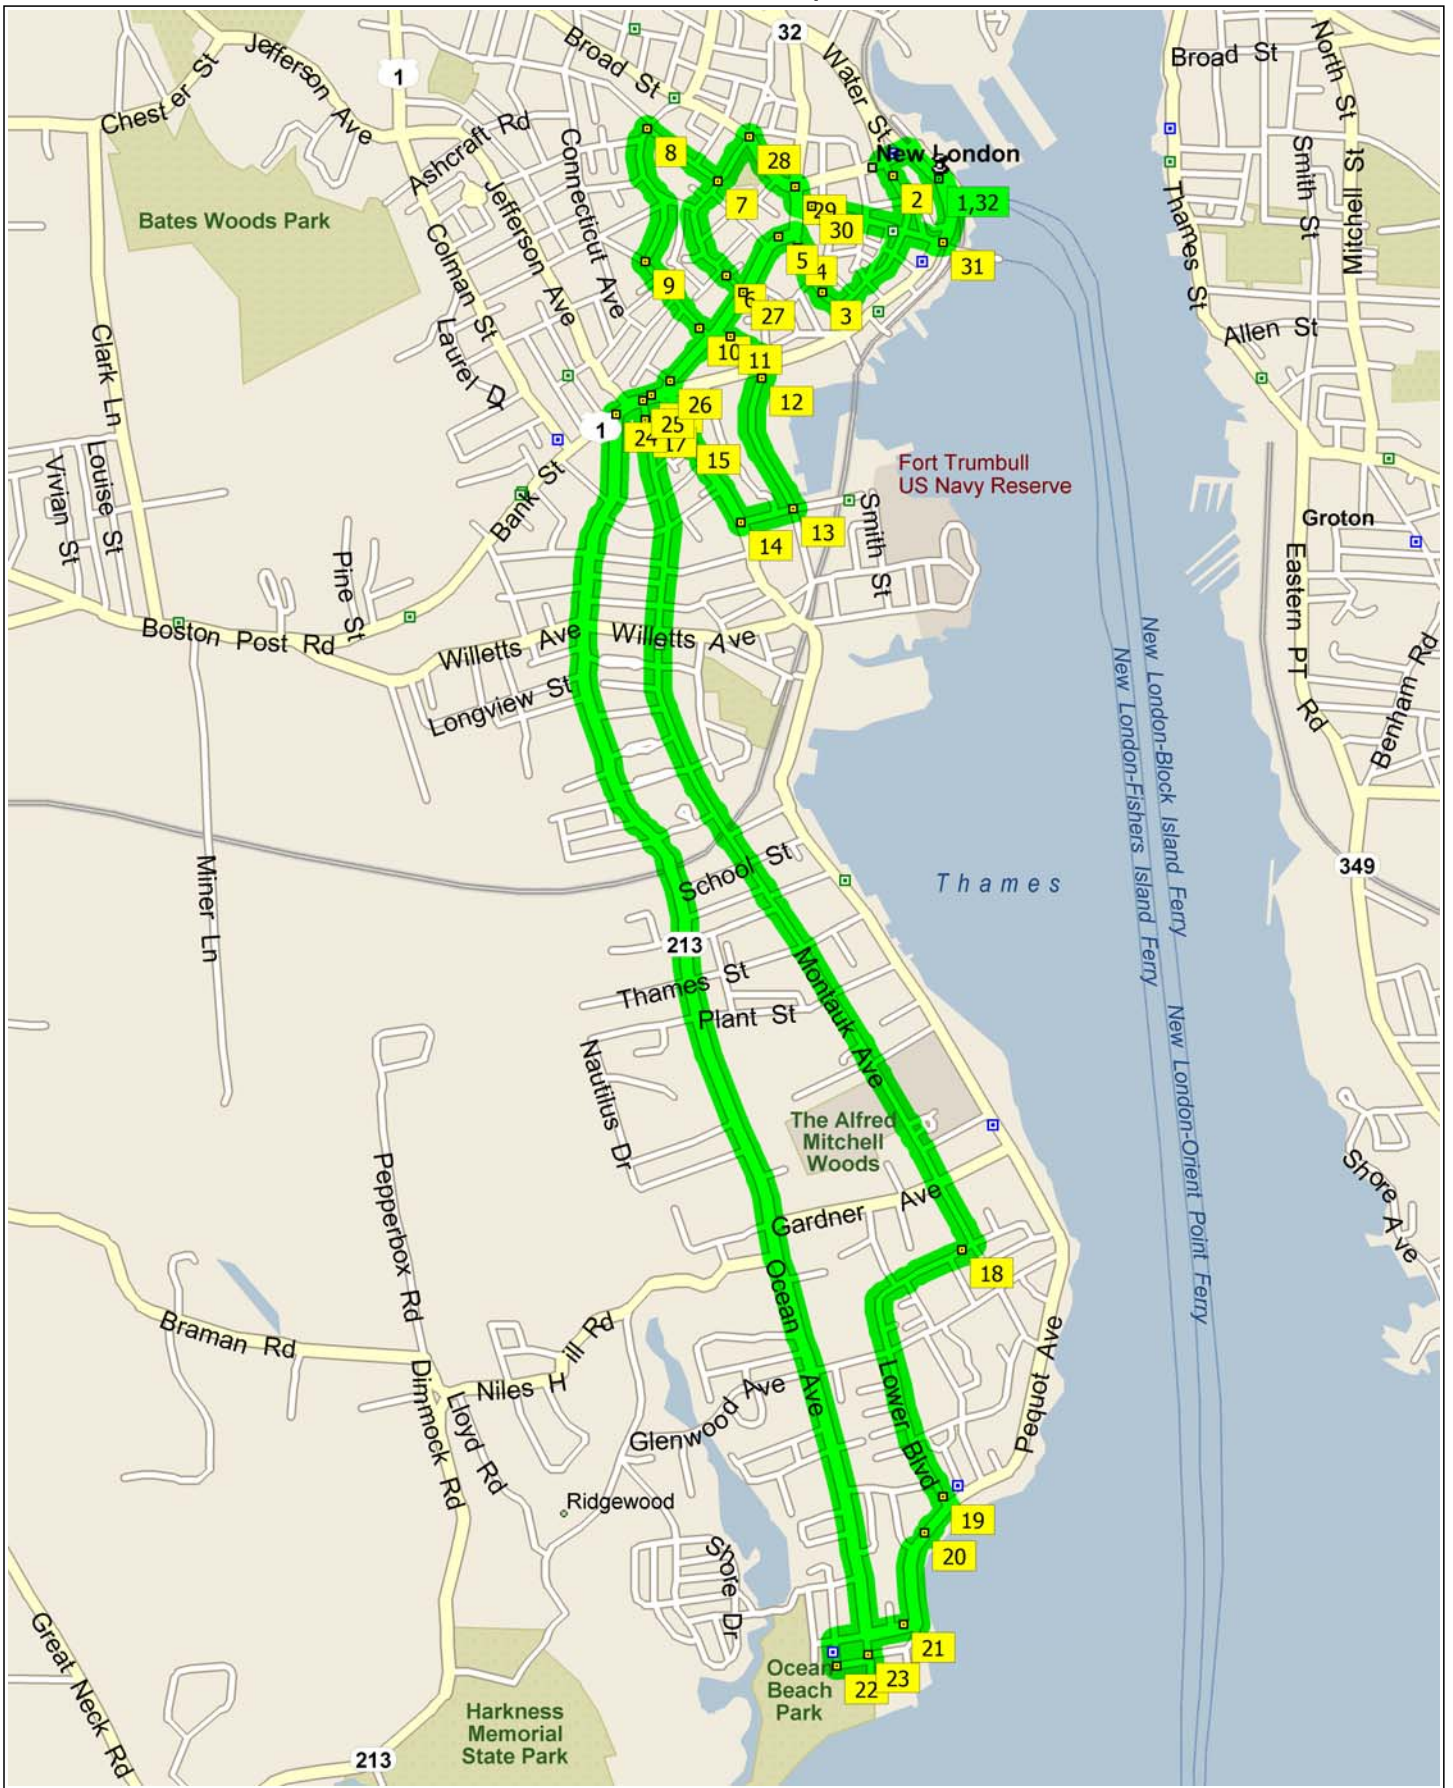 32
Broad St
Water St
Jefferson Ave
1
Chester St
Ashcraft Rd
Connecticut Ave
Jefferson Ave
Bates Woods Park
Colman St
Laurel Dr
Clark Ln
Louise St
Vivian St
Pine St
Bank St
1
Boston Post Rd
Willetts Ave
Willetts Ave
Longview St
New London
8
28
7
2
1,32
29
30
5
4
31
9
6
27
3
10
11
12
26
25
24
17
15
14
13
Fort Trumbull
US Navy Reserve
Smith St
Broad St
North St
Smith St
Mitchell St
Thames St
Allen St
Groton
Eastern PT Rd
Benham Rd
349
Shore Ave
New London-Block Island Ferry
New London-Fishers Island Ferry
New London-Orient Point Ferry
Thames
Miner Ln
School St
213
Thames St
Plant St
Montauk Ave
Nautilus Dr
The Alfred
Mitchell
Woods
Gardner Ave
Pepperbox Rd
Braman Rd
Niles Hill Rd
Dimmock Rd
Lloyd Rd
Ocean Ave
18
Lower Blvd
Pequot Ave
Glenwood Ave
Ridgewood
19
20
Shore Dr
21
23
22
Ocean
Beach
Park
Harkness
Memorial
State Park
213
Great Neck Rd